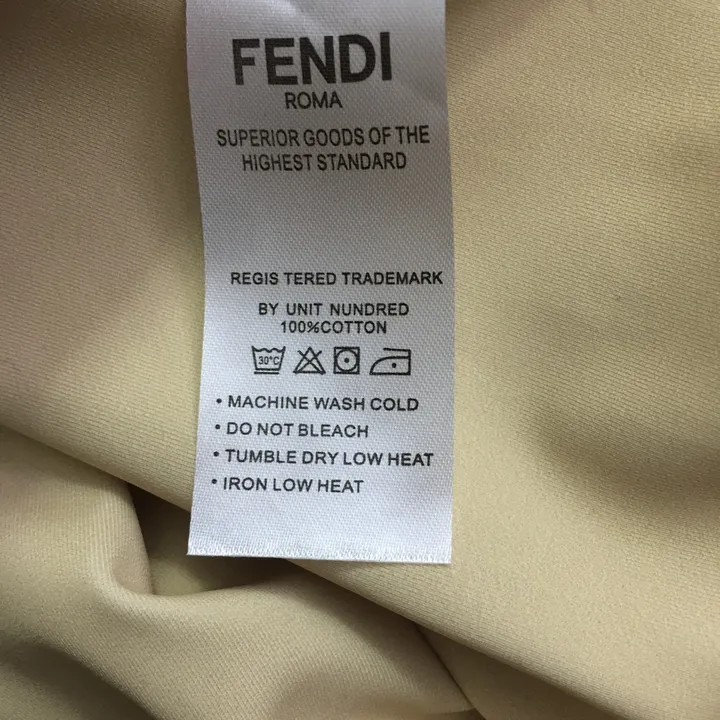 FENDI
ROMA
SUPERIOR GOODS OF THE
HIGHEST STANDARD
REGIS TERED TRADEMARK
BY UNIT NUNDRED
100%COTTON
30°C
• MACHINE WASH COLD
• DO NOT BLEACH
• TUMBLE DRY LOW HEAT
• IRON LOW HEAT